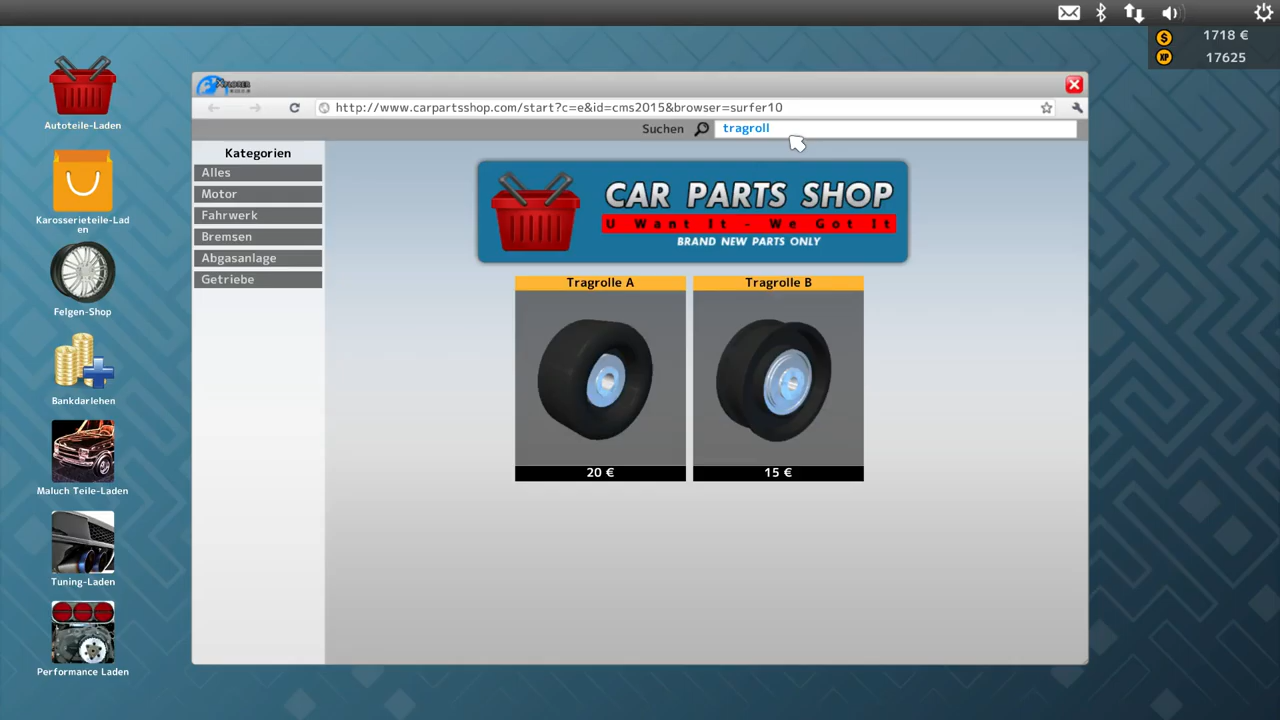 1718 €
XP
17625
Autoteile-Laden
Karosserieteile-Lad
en
Felgen-Shop
Bankdarlehen
Maluch Teile-Laden
Tuning-Laden
Performance Laden
http://www.carpartsshop.com/start?c=e&id=cms2015&browser=surfer10
Suchen
tragroll
Kategorien
Alles
Motor
Fahrwerk
Bremsen
Abgasanlage
Getriebe
CAR PARTS SHOP
U Want It - We Got It
BRAND NEW PARTS ONLY
Tragrolle A
20 €
Tragrolle B
15 €